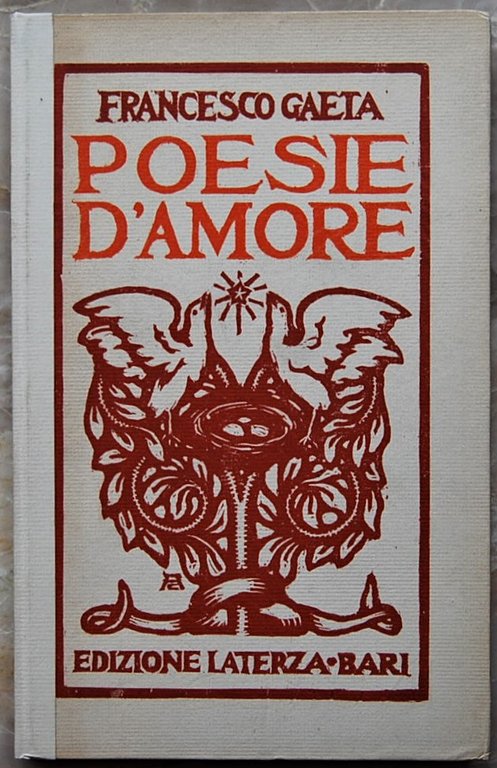 FRANCESCO GAETA
POESIE
D'AMORE
EDIZIONE LATERZA•BARI